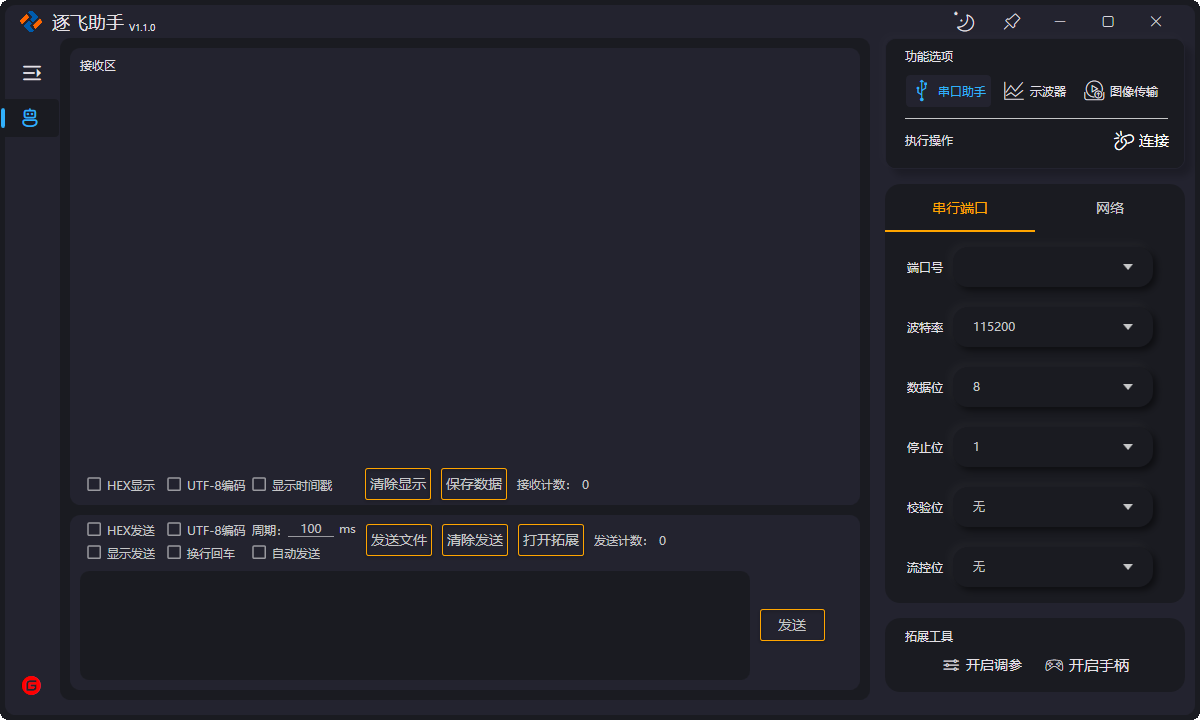 逐飞助手 V1.1.0
接收区
HEX显示 UTF-8编码 显示时间戳 清除显示 保存数据 接收计数: 0
HEX发送 UTF-8编码 周期: 100 ms
显示发送 换行回车 自动发送
发送文件 清除发送 打开拓展 发送计数: 0
发送
功能选项
串口助手 示波器 图像传输
执行操作 连接
串行端口 网络
端口号
波特率 115200
数据位 8
停止位 1
校验位 无
流控位 无
拓展工具
开启调参 开启手柄
G